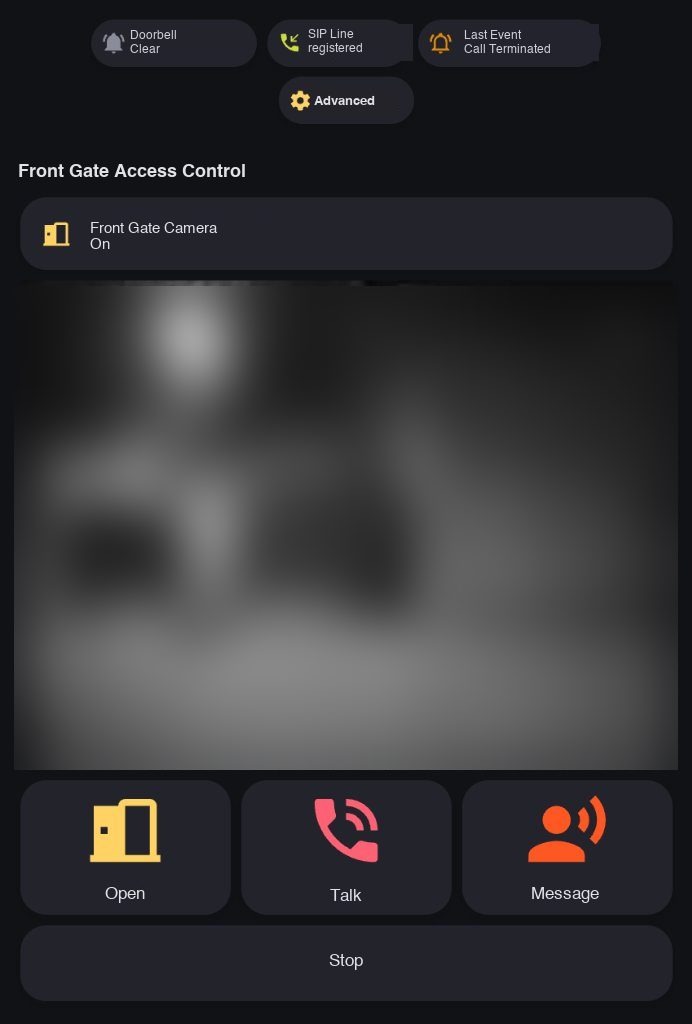 Doorbell
Clear
SIP Line
registered
Last Event
Call Terminated
Advanced
Front Gate Access Control
Front Gate Camera
On
Open
Talk
Message
Stop